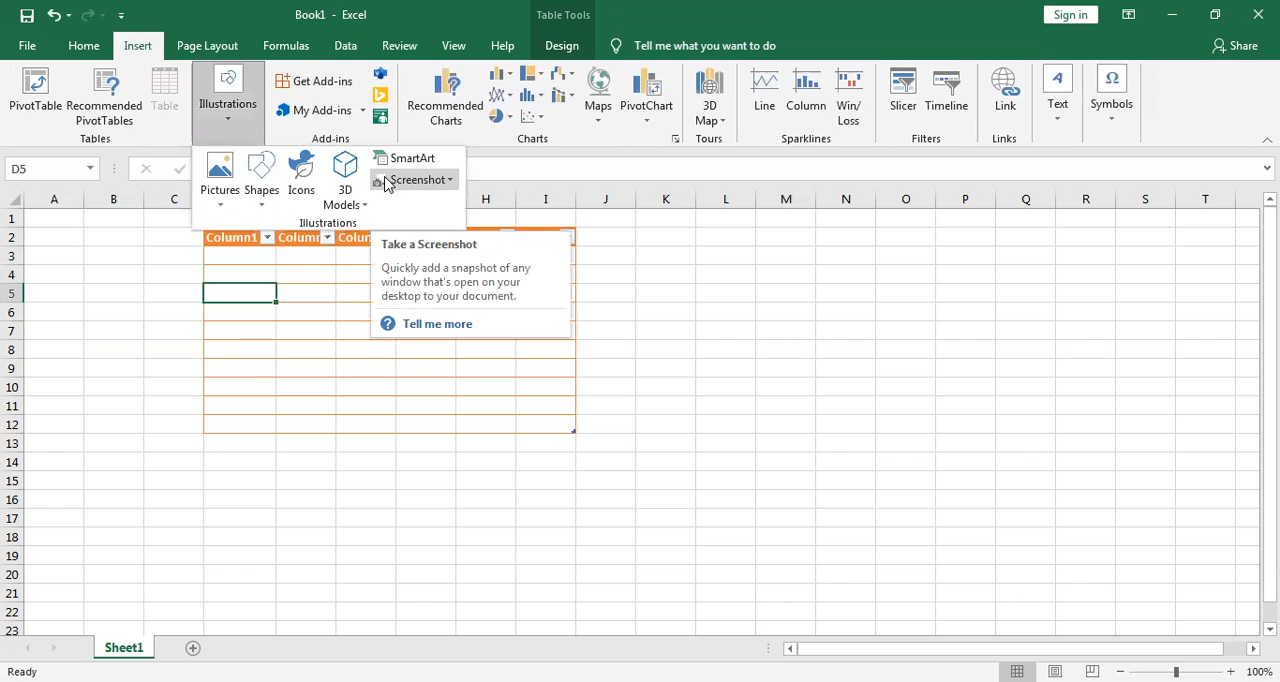 Book1 - Excel
Table Tools
Sign in
File Home Insert Page Layout Formulas Data Review View Help Design Tell me what you want to do Share
PivotTable Recommended PivotTables Table
Tables
Illustrations
Get Add-ins
My Add-ins
Add-ins
Recommended Charts
Maps PivotChart
Charts
3D Map
Tours
Line Column Win/ Loss
Sparklines
Slicer Timeline
Filters
Link
Links
Text
Symbols
D5
Pictures Shapes Icons 3D Models
SmartArt
Screenshot
Illustrations
A B C H I J K L M N O P Q R S T
1
2 Column1
3
4
5
6
7
8
9
10
11
12
13
14
15
16
17
18
19
20
21
22
23
Take a Screenshot
Quickly add a snapshot of any
window that's open on your
desktop to your document.
? Tell me more
Sheet1
Ready
100%